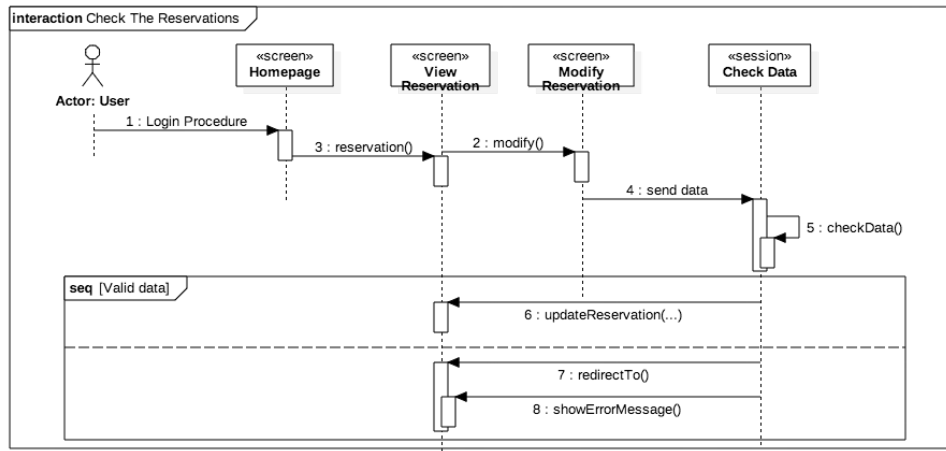 interaction Check The Reservations
«screen»
Homepage
«screen»
View
Reservation
«screen»
Modify
Reservation
«session»
Check Data
Actor: User
1 : Login Procedure
3 : reservation()
2 : modify()
4 : send data
5 : checkData()
seq [Valid data]
6 : updateReservation(...)
7 : redirectTo()
8 : showErrorMessage()